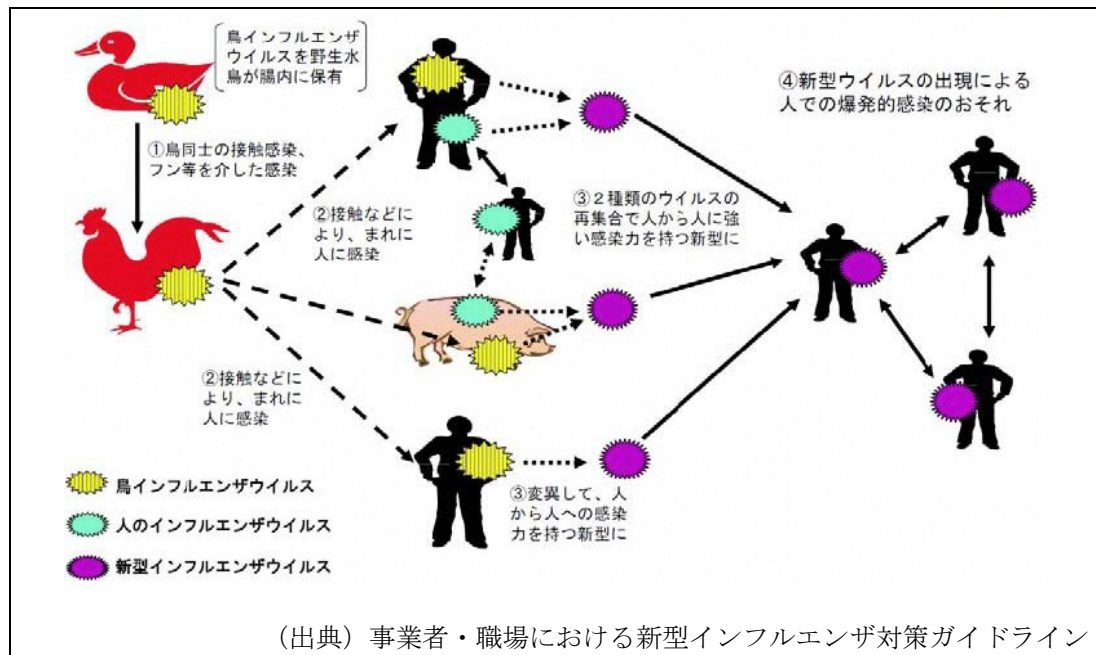 鳥インフルエンザ
ウイルスを野生水
鳥が腸内に保有
④新型ウイルスの出現による
人での爆発的感染のおそれ
①鳥同士の接触感染、
フン等を介した感染
②接触などに
より、まれに
人に感染
③２種類のウイルスの
再集合で人から人に強
い感染力を持つ新型に
②接触などに
より、まれに
人に感染
③変異して、人
から人への感染
力を持つ新型に
鳥インフルエンザウイルス
人のインフルエンザウイルス
新型インフルエンザウイルス
（出典）事業者・職場における新型インフルエンザ対策ガイドライン